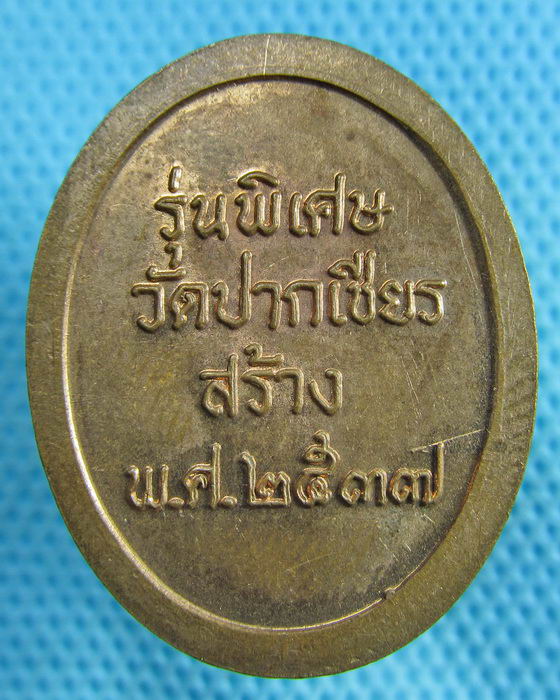 รุ่นพิเศษ
วัดปากเชียร
สร้าง
พ.ศ.๒๕๓๗